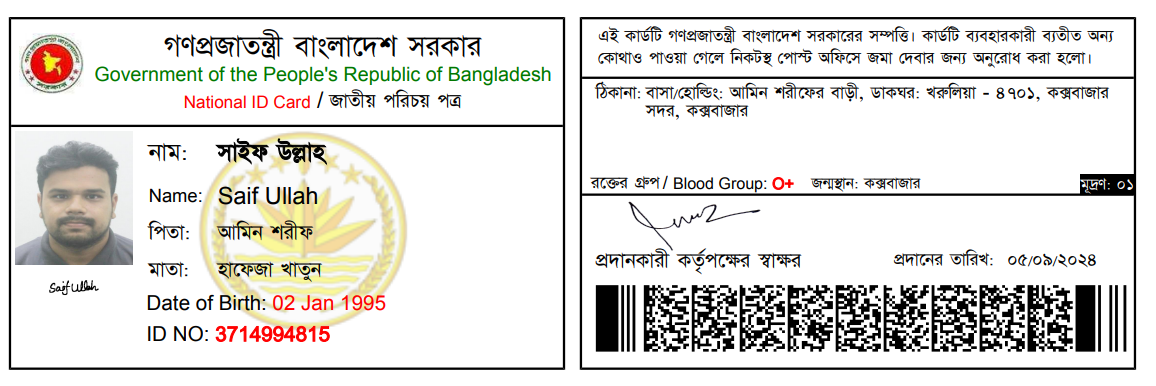 গণপ্রজাতন্ত্রী বাংলাদেশ সরকার
Government of the People's Republic of Bangladesh
National ID Card / জাতীয় পরিচয় পত্র
নাম: সাইফ উল্লাহ
Name: Saif Ullah
পিতা: আমিন শরীফ
মাতা: হাফেজা খাতুন
Date of Birth: 02 Jan 1995
ID NO: 3714994815
Saif Ullah
এই কার্ডটি গণপ্রজাতন্ত্রী বাংলাদেশ সরকারের সম্পত্তি। কার্ডটি ব্যবহারকারী ব্যতীত অন্য
কোথাও পাওয়া গেলে নিকটস্থ পোস্ট অফিসে জমা দেবার জন্য অনুরোধ করা হলো।
ঠিকানা: বাসা/হোল্ডিং: আমিন শরীফের বাড়ী, ডাকঘর: খরুলিয়া - ৪৭০১, কক্সবাজার
সদর, কক্সবাজার
রক্তের গ্রুপ / Blood Group: O+ জন্মস্থান: কক্সবাজার মূদ্রণ: ০১
প্রদানকারী কর্তৃপক্ষের স্বাক্ষর প্রদানের তারিখ: ০৫/০৯/২০২৪